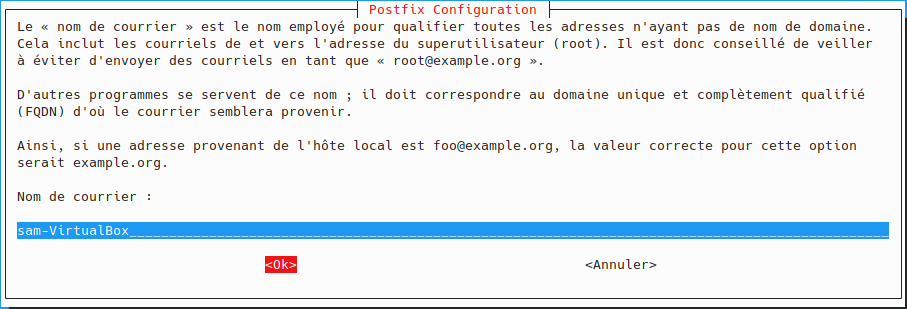 Postfix Configuration
Le « nom de courrier » est le nom employé pour qualifier toutes les adresses n'ayant pas de nom de domaine.
Cela inclut les courriels de et vers l'adresse du superutilisateur (root). Il est donc conseillé de veiller
à éviter d'envoyer des courriels en tant que « root@example.org ».
D'autres programmes se servent de ce nom ; il doit correspondre au domaine unique et complètement qualifié
(FQDN) d'où le courrier semblera provenir.
Ainsi, si une adresse provenant de l'hôte local est foo@example.org, la valeur correcte pour cette option
serait example.org.
Nom de courrier :
sam-VirtualBox
<Ok> <Annuler>